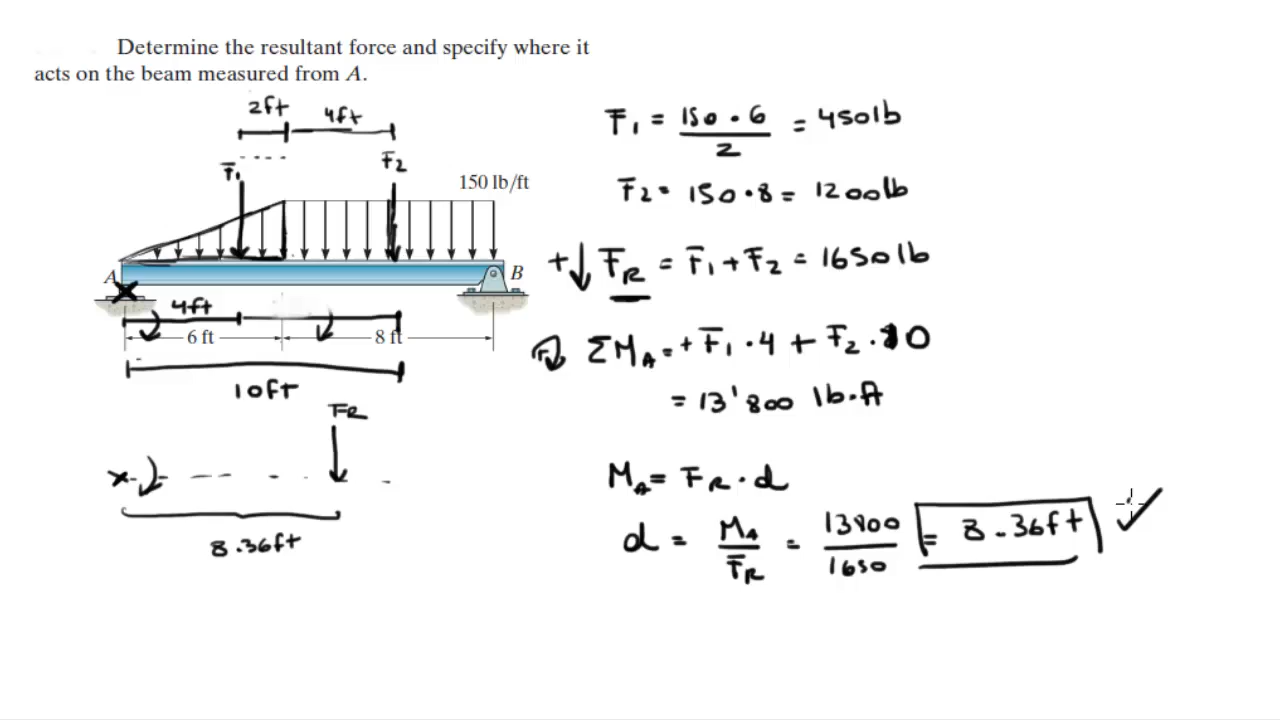 Determine the resultant force and specify where it
acts on the beam measured from A.
2ft
4ft
F₁
F₂
150 lb/ft
A
B
4ft
6 ft
8 ft
10ft
FR
x
8.36ft
F₁ = 150 · 6 / 2 = 450lb
F₂ = 150 · 8 = 1200lb
+↓ FR = F₁ + F₂ = 1650lb
ΣMA = + F₁ · 4 + F₂ · 10
= 13'800 lb·ft
MA = FR · d
d = MA / FR = 13800 / 1650 = 8.36ft ✓